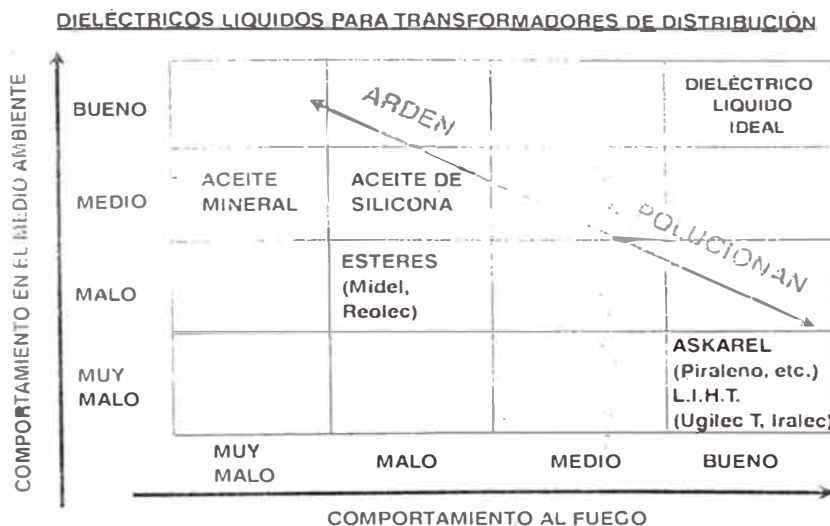 DIELÉCTRICOS LIQUIDOS PARA TRANSFORMADORES DE DISTRIBUCIÓN
COMPORTAMIENTO EN EL MEDIO AMBIENTE
BUENO
ARDEN
DIELÉCTRICO
LIQUIDO
IDEAL
MEDIO
ACEITE
MINERAL
ACEITE DE
SILICONA
POLUCIONAN
MALO
ESTERES
(Midel,
Reolec)
MUY
MALO
ASKAREL
(Piraleno, etc.)
L.I.H.T.
(Ugilec T, Iralec)
MUY
MALO
MALO
MEDIO
BUENO
COMPORTAMIENTO AL FUEGO